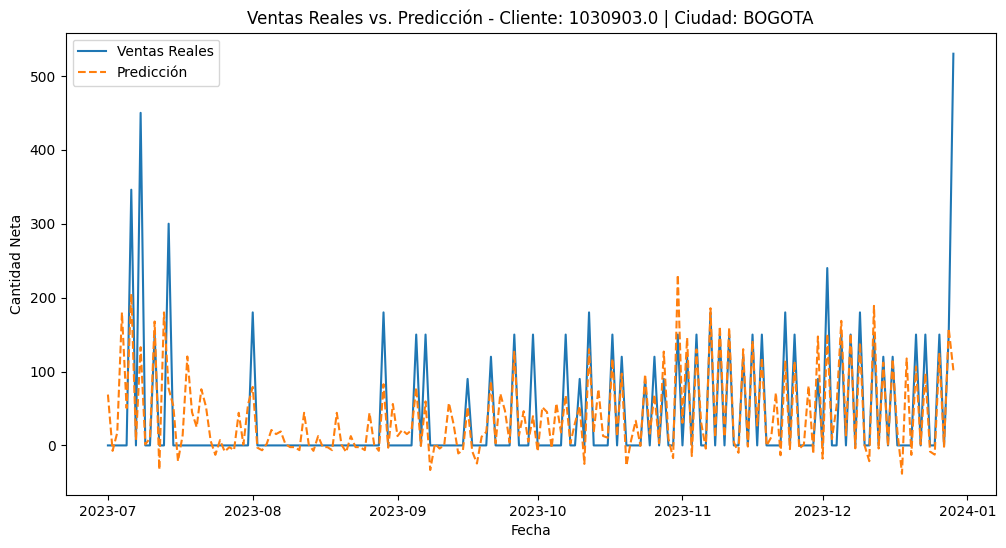 Ventas Reales vs. Predicción - Cliente: 1030903.0 | Ciudad: BOGOTA
Ventas Reales
Predicción
Cantidad Neta
500
400
300
200
100
0
2023-07
2023-08
2023-09
2023-10
2023-11
2023-12
2024-01
Fecha